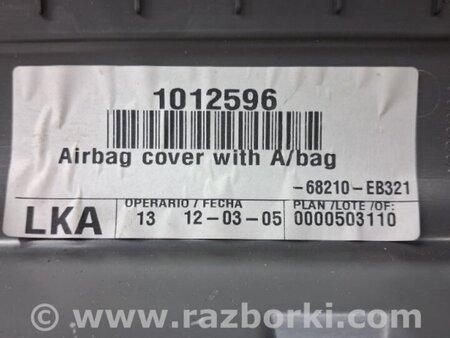 1012596
Airbag cover with A/bag
-68210-EB321
LKA
OPERARIO / FECHA
13 12-03-05
PLAN /LOTE /OF:
0000503110
© www.razborki.com